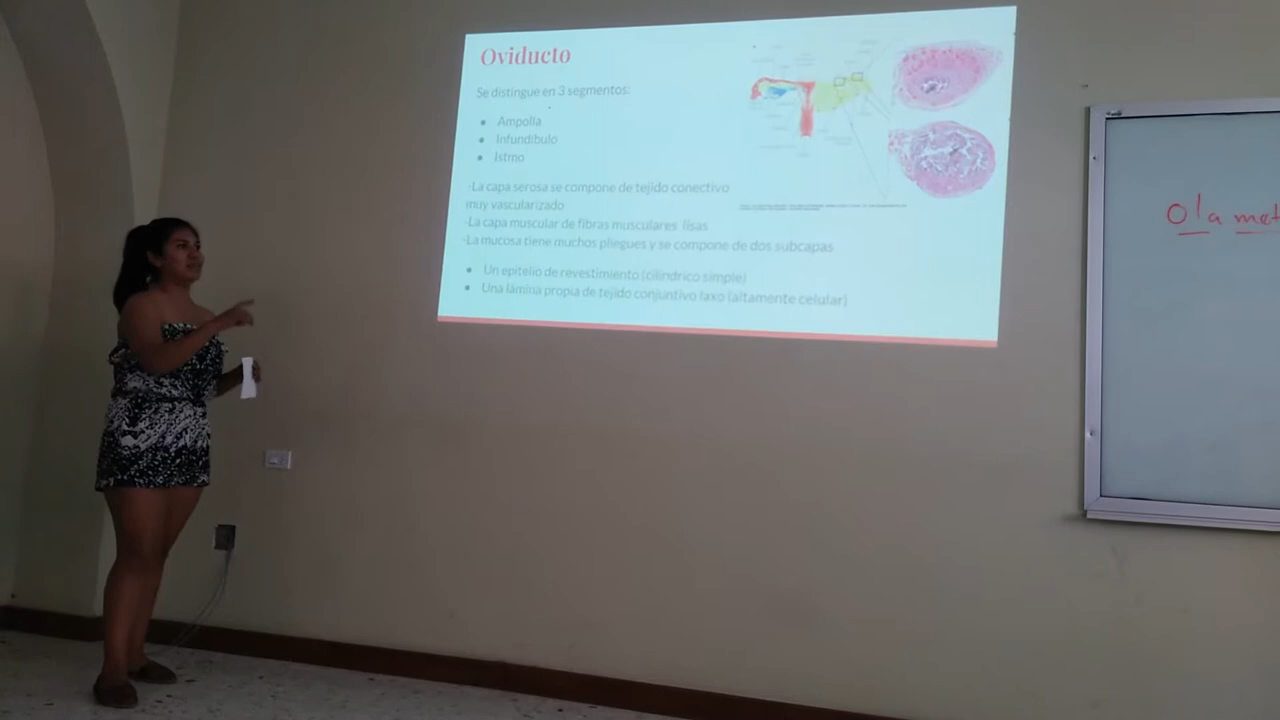 Oviducto
Se distingue en 3 segmentos:
Ampolla
Infundíbulo
Istmo
-La capa serosa se compone de tejido conectivo
muy vascularizado
-La capa muscular de fibras musculares lisas
-La mucosa tiene muchos pliegues y se compone de dos subcapas
Un epitelio de revestimiento (cilíndrico simple)
Una lámina propia de tejido conjuntivo laxo (altamente celular)
Ola